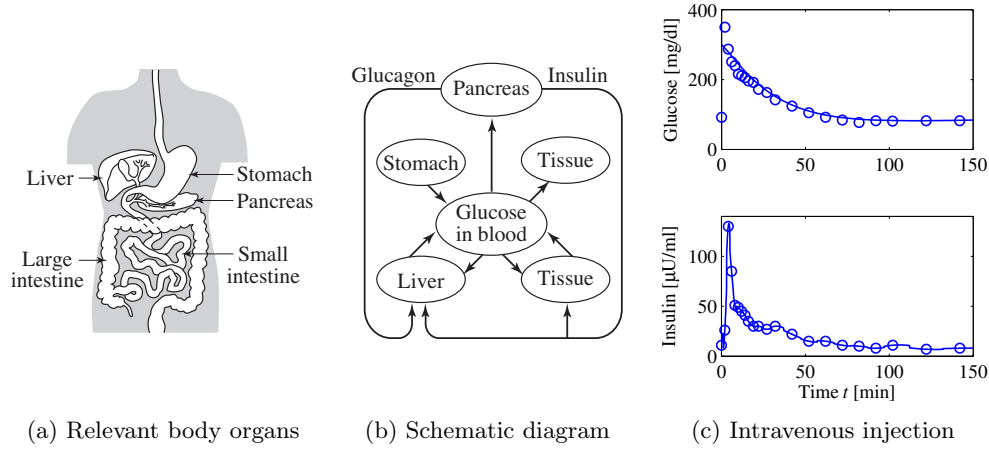 Liver
Stomach
Pancreas
Large
intestine
Small
intestine
(a) Relevant body organs
Glucagon
Insulin
Pancreas
Stomach
Tissue
Glucose
in blood
Liver
Tissue
(b) Schematic diagram
Glucose [mg/dl]
400
200
0
0
50
100
150
Insulin [µU/ml]
100
50
0
0
50
100
150
Time t [min]
(c) Intravenous injection